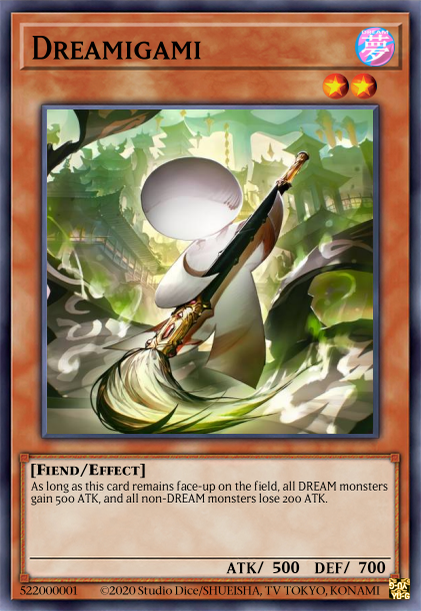 Dreamigami
DREAM
夢
[Fiend/Effect]
As long as this card remains face-up on the field, all DREAM monsters
gain 500 ATK, and all non-DREAM monsters lose 200 ATK.
ATK/ 500 DEF/ 700
522000001 ©2020 Studio Dice/SHUEISHA, TV TOKYO, KONAMI